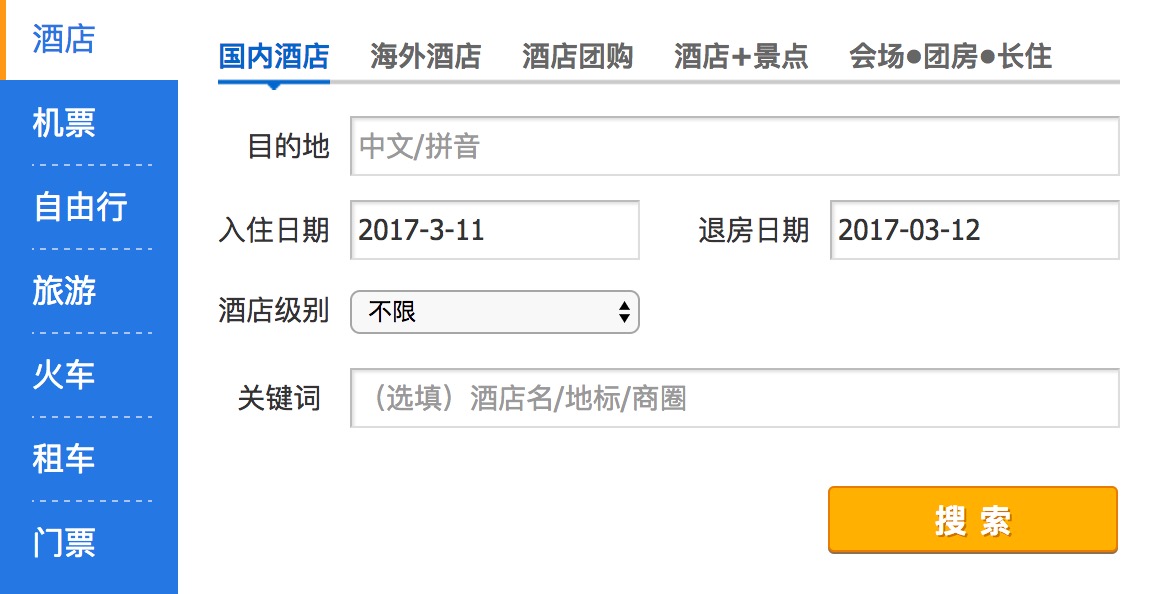 酒店
机票
自由行
旅游
火车
租车
门票
国内酒店 海外酒店 酒店团购 酒店+景点 会场●团房●长住
目的地 中文/拼音
入住日期 2017-3-11 退房日期 2017-03-12
酒店级别 不限
关键词 （选填）酒店名/地标/商圈
搜 索